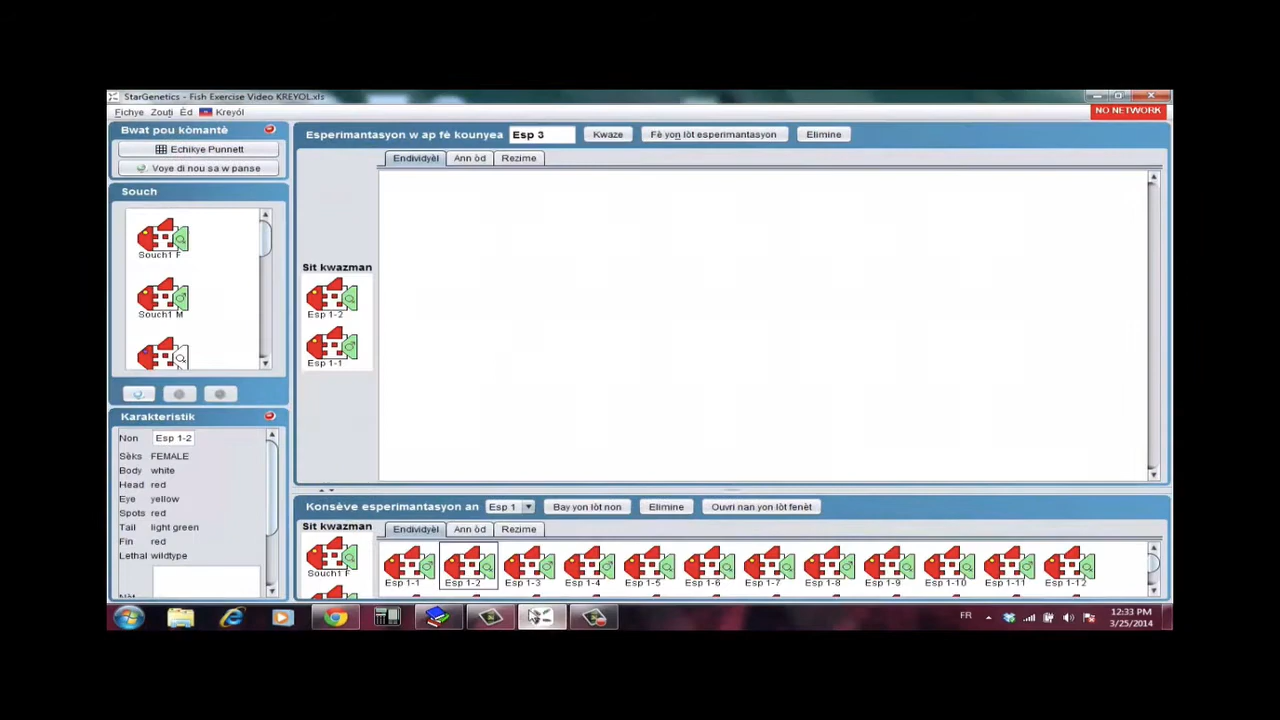 StarGenetics - Fish Exercise Video KREYOL.xls
Fichye Zouti Èd Kreyól
NO NETWORK
Bwat pou kòmantè
Echikye Punnett
Voye di nou sa w panse
Souch
Souch1 F
Souch1 M
Karakteristik
Non Esp 1-2
Sèks FEMALE
Body white
Head red
Eye yellow
Spots red
Tail light green
Fin red
Lethal wildtype
Esperimantasyon w ap fè kounyea Esp 3 Kwaze Fè yon lòt esperimantasyon Elimine
Endividyèl Ann òd Rezime
Sit kwazman
Esp 1-2
Esp 1-1
Konsève esperimantasyon an Esp 1 Bay yon lòt non Elimine Ouvri nan yon lòt fenèt
Sit kwazman
Endividyèl Ann òd Rezime
Souch1 F
Esp 1-1 Esp 1-2 Esp 1-3 Esp 1-4 Esp 1-5 Esp 1-6 Esp 1-7 Esp 1-8 Esp 1-9 Esp 1-10 Esp 1-11 Esp 1-12
FR
12:33 PM
3/25/2014